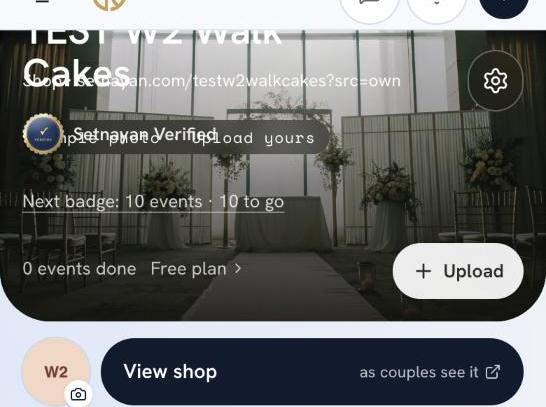 TEST W2 Walk
Cakes
Shop: setnayan.com/testw2walkcakes?src=own
Setnayan Verified
photo
Upload yours
Next badge: 10 events · 10 to go
0 events done Free plan
Upload
W2
View shop
as couples see it